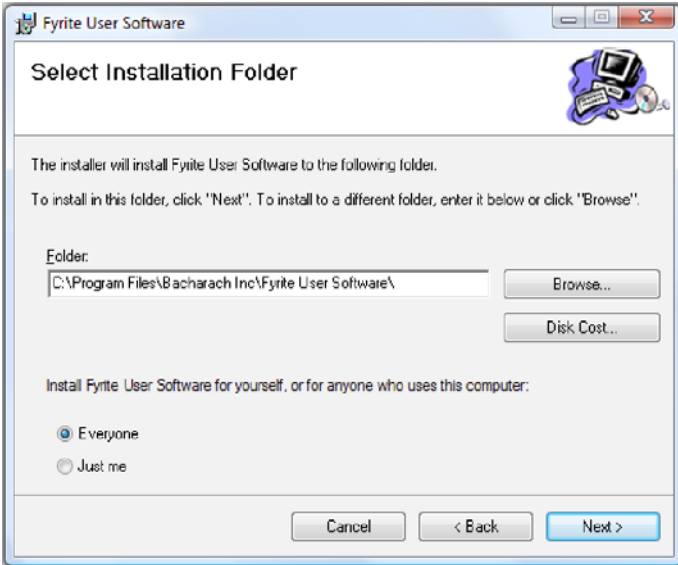 Fyrite User Software
Select Installation Folder
The installer will install Fyrite User Software to the following folder.
To install in this folder, click "Next". To install to a different folder, enter it below or click "Browse".
Folder:
C:\Program Files\Bacharach Inc\Fyrite User Software\
Browse...
Disk Cost...
Install Fyrite User Software for yourself, or for anyone who uses this computer:
Everyone
Just me
Cancel
< Back
Next >